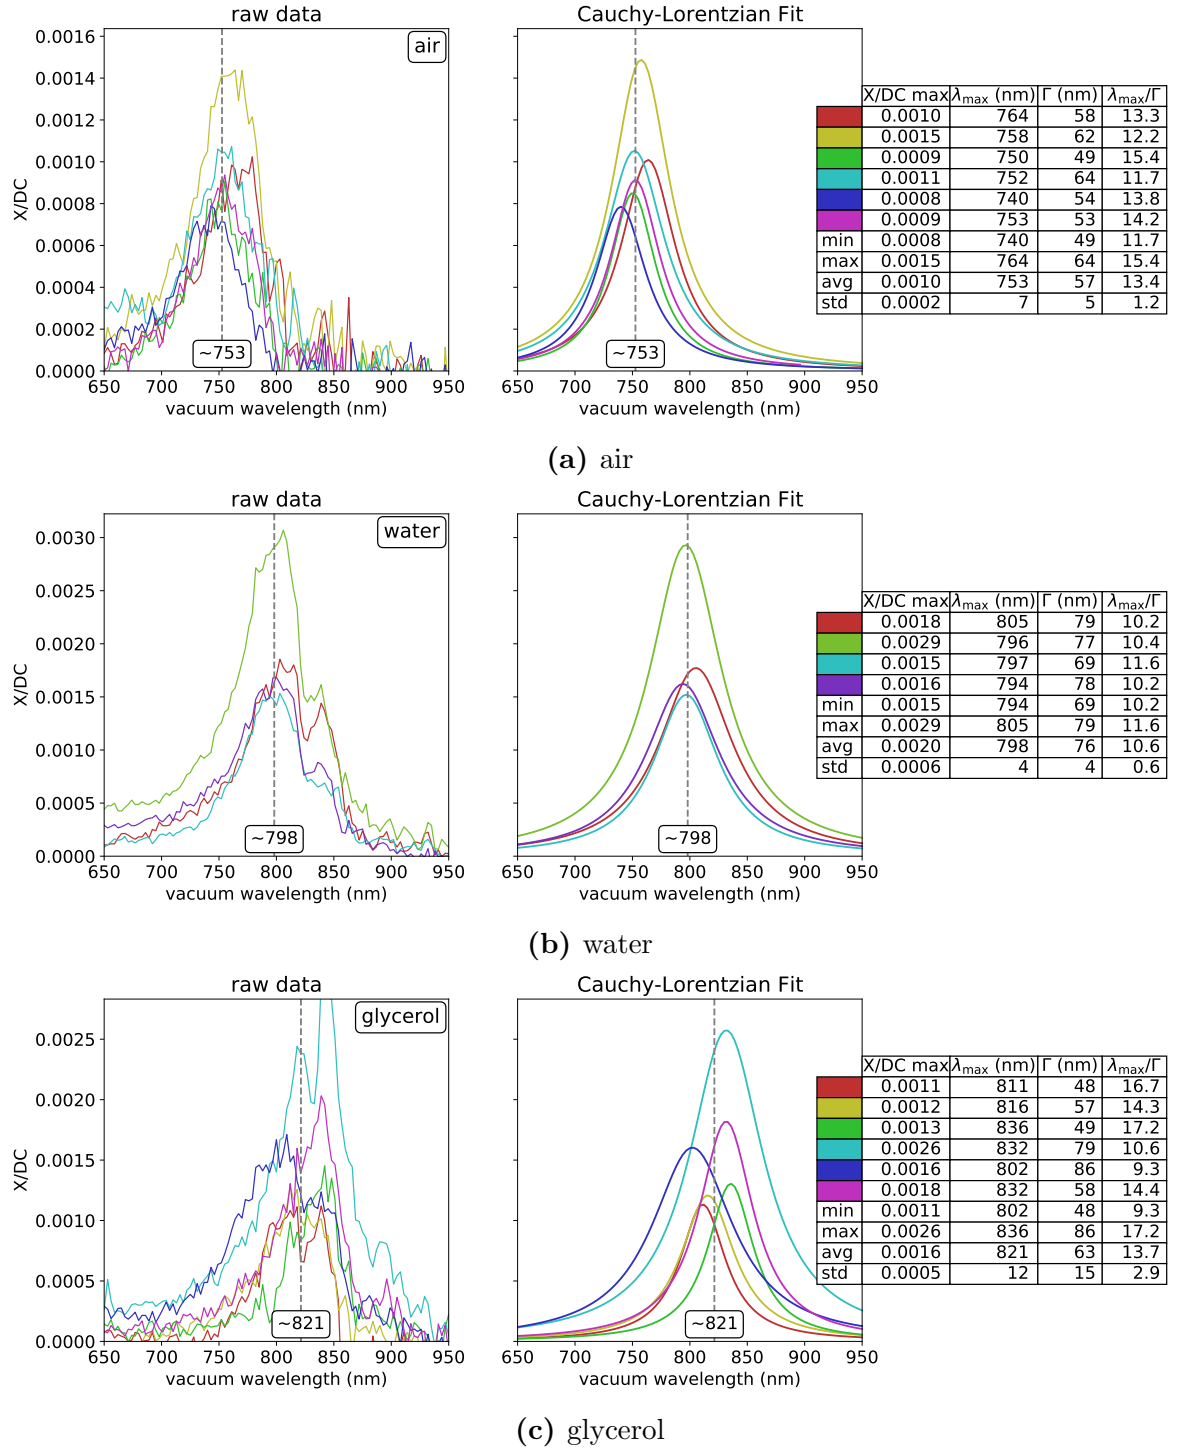 raw data
Cauchy-Lorentzian Fit
0.0016
0.0014
0.0012
0.0010
0.0008
0.0006
0.0004
0.0002
0.0000
X/DC
air
~753
~753
650 700 750 800 850 900 950
650 700 750 800 850 900 950
vacuum wavelength (nm)
vacuum wavelength (nm)
X/DC max λmax (nm) Γ (nm) λmax/Γ
0.0010 764 58 13.3
0.0015 758 62 12.2
0.0009 750 49 15.4
0.0011 752 64 11.7
0.0008 740 54 13.8
0.0009 753 53 14.2
min 0.0008 740 49 11.7
max 0.0015 764 64 15.4
avg 0.0010 753 57 13.4
std 0.0002 7 5 1.2
(a) air
raw data
Cauchy-Lorentzian Fit
0.0030
0.0025
0.0020
0.0015
0.0010
0.0005
0.0000
X/DC
water
~798
~798
650 700 750 800 850 900 950
650 700 750 800 850 900 950
vacuum wavelength (nm)
vacuum wavelength (nm)
X/DC max λmax (nm) Γ (nm) λmax/Γ
0.0018 805 79 10.2
0.0029 796 77 10.4
0.0015 797 69 11.6
0.0016 794 78 10.2
min 0.0015 794 69 10.2
max 0.0029 805 79 11.6
avg 0.0020 798 76 10.6
std 0.0006 4 4 0.6
(b) water
raw data
Cauchy-Lorentzian Fit
0.0025
0.0020
0.0015
0.0010
0.0005
0.0000
X/DC
glycerol
~821
~821
650 700 750 800 850 900 950
650 700 750 800 850 900 950
vacuum wavelength (nm)
vacuum wavelength (nm)
X/DC max λmax (nm) Γ (nm) λmax/Γ
0.0011 811 48 16.7
0.0012 816 57 14.3
0.0013 836 49 17.2
0.0026 832 79 10.6
0.0016 802 86 9.3
0.0018 832 58 14.4
min 0.0011 802 48 9.3
max 0.0026 836 86 17.2
avg 0.0016 821 63 13.7
std 0.0005 12 15 2.9
(c) glycerol